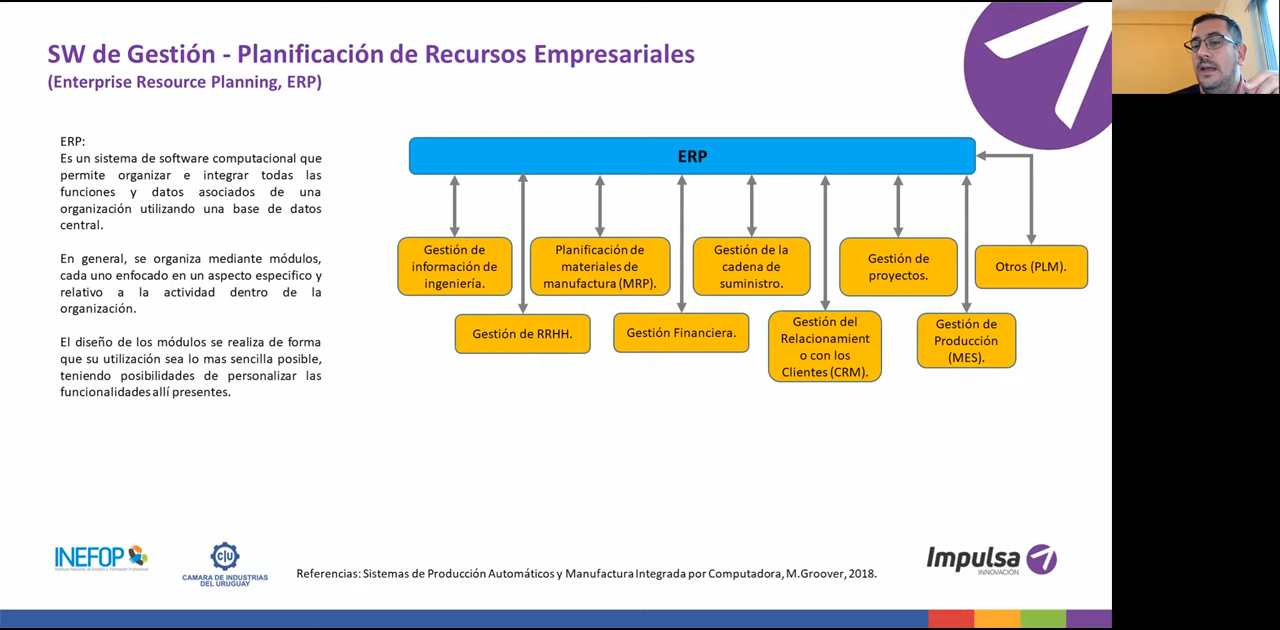 SW de Gestión - Planificación de Recursos Empresariales
(Enterprise Resource Planning, ERP)
ERP:
Es un sistema de software computacional que
permite organizar e integrar todas las
funciones y datos asociados de una
organización utilizando una base de datos
central.
En general, se organiza mediante módulos,
cada uno enfocado en un aspecto especifico y
relativo a la actividad dentro de la
organización.
El diseño de los módulos se realiza de forma
que su utilización sea lo mas sencilla posible,
teniendo posibilidades de personalizar las
funcionalidades allí presentes.
ERP
Gestión de
información de
ingeniería.
Planificación de
materiales de
manufactura (MRP).
Gestión de la
cadena de
suministro.
Gestión de
proyectos.
Otros (PLM).
Gestión de RRHH.
Gestión Financiera.
Gestión del
Relacionamient
o con los
Clientes (CRM).
Gestión de
Producción
(MES).
INEFOP
Instituto Nacional de Empleo y Formación Profesional
CIU
CAMARA DE INDUSTRIAS
DEL URUGUAY
Referencias: Sistemas de Producción Automáticos y Manufactura Integrada por Computadora, M.Groover, 2018.
Impulsa
INNOVACIÓN